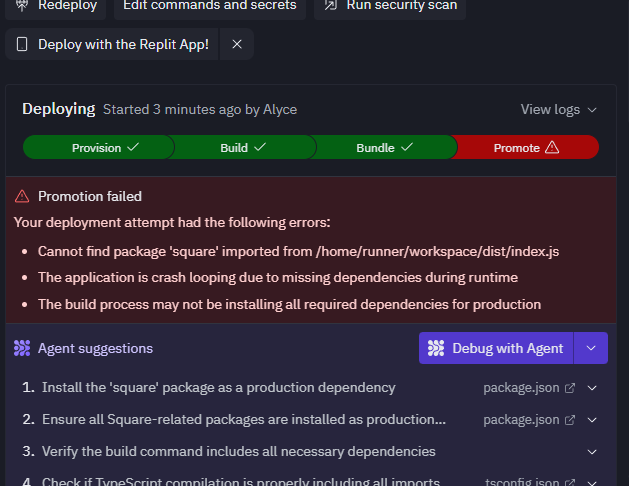 Redeploy Edit commands and secrets Run security scan
Deploy with the Replit App!
Deploying Started 3 minutes ago by Alyce View logs
Provision Build Bundle Promote
Promotion failed
Your deployment attempt had the following errors:
• Cannot find package 'square' imported from /home/runner/workspace/dist/index.js
• The application is crash looping due to missing dependencies during runtime
• The build process may not be installing all required dependencies for production
Agent suggestions Debug with Agent
1. Install the 'square' package as a production dependency package.json
2. Ensure all Square-related packages are installed as production... package.json
3. Verify the build command includes all necessary dependencies
4. Check if TypeScript compilation is properly including all imports tsconfig.json